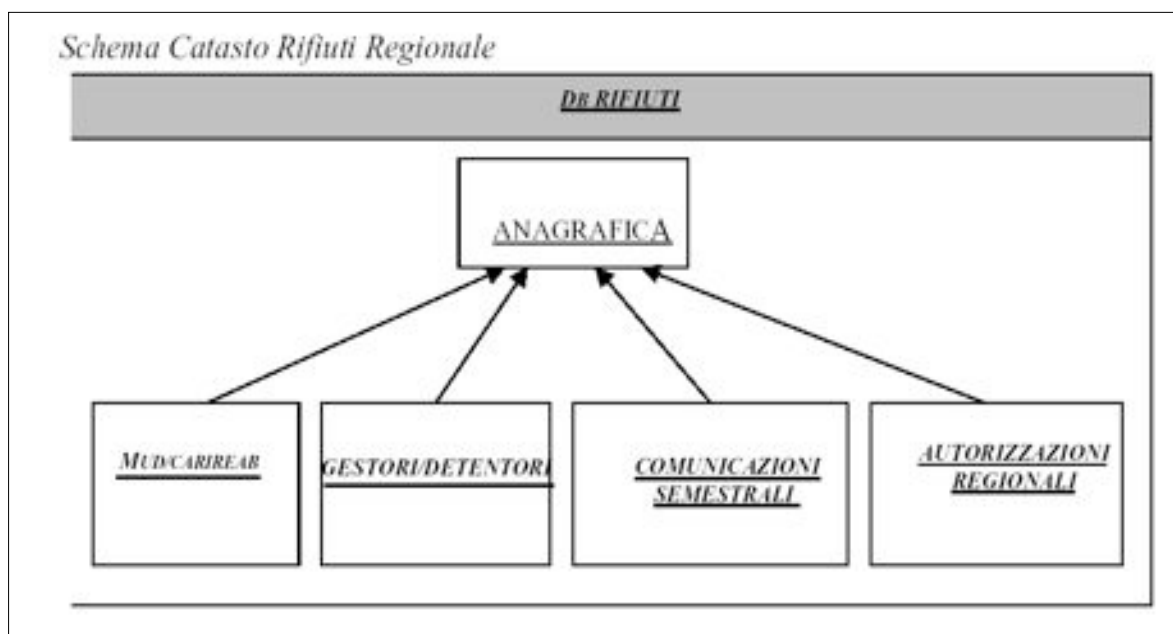 Schema Catasto Rifiuti Regionale
DB RIFIUTI
ANAGRAFICA
MUD/CARIREAB
GESTORI/DETENTORI
COMUNICAZIONI
SEMESTRALI
AUTORIZZAZIONI
REGIONALI